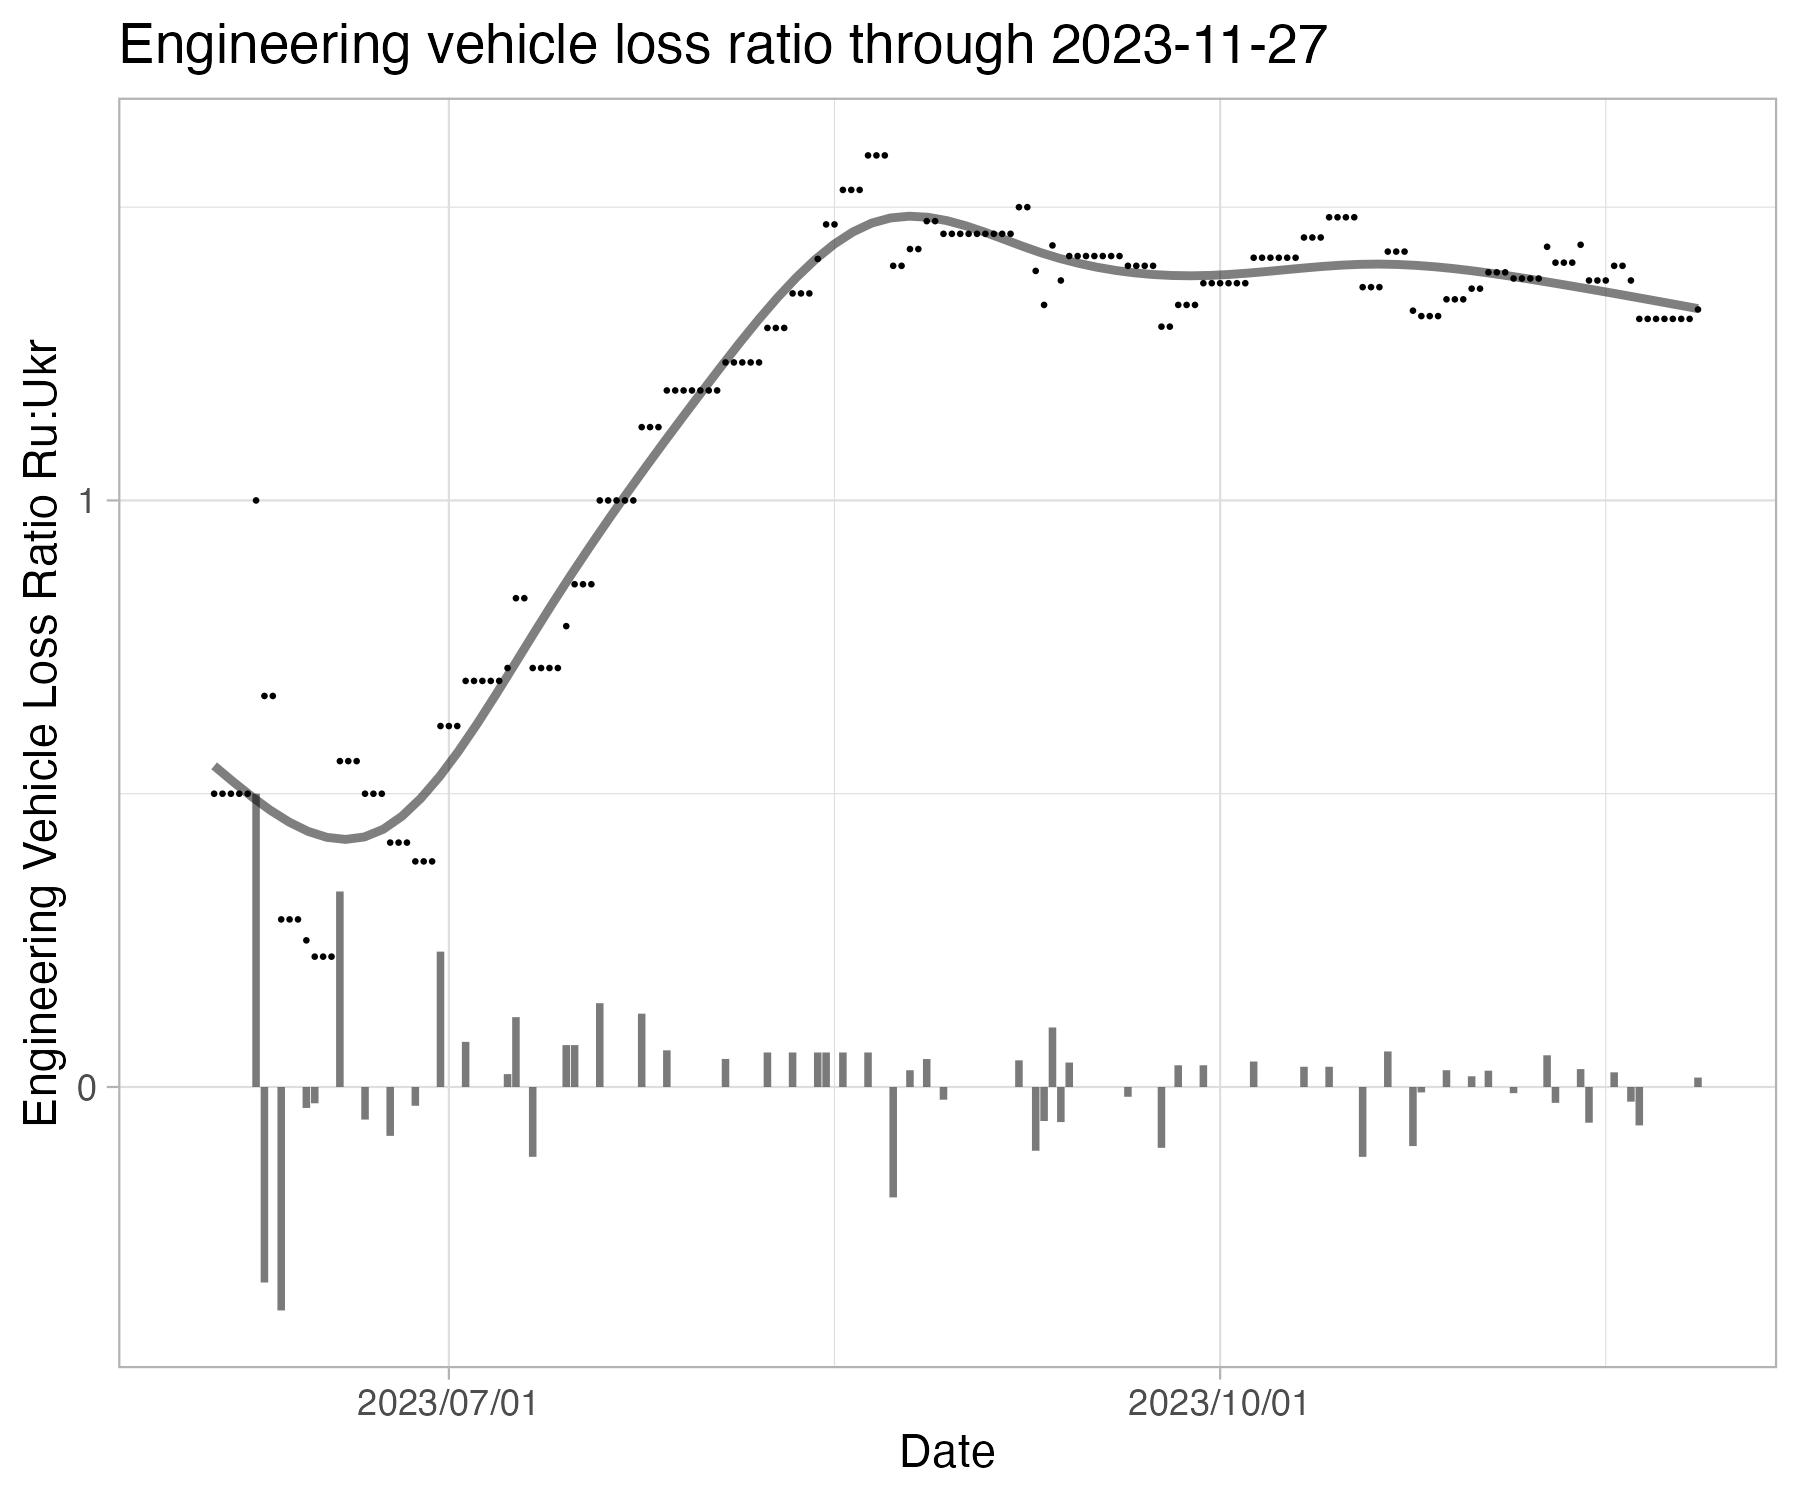 Engineering vehicle loss ratio through 2023-11-27
Engineering Vehicle Loss Ratio Ru:Ukr
1
0
2023/07/01
2023/10/01
Date